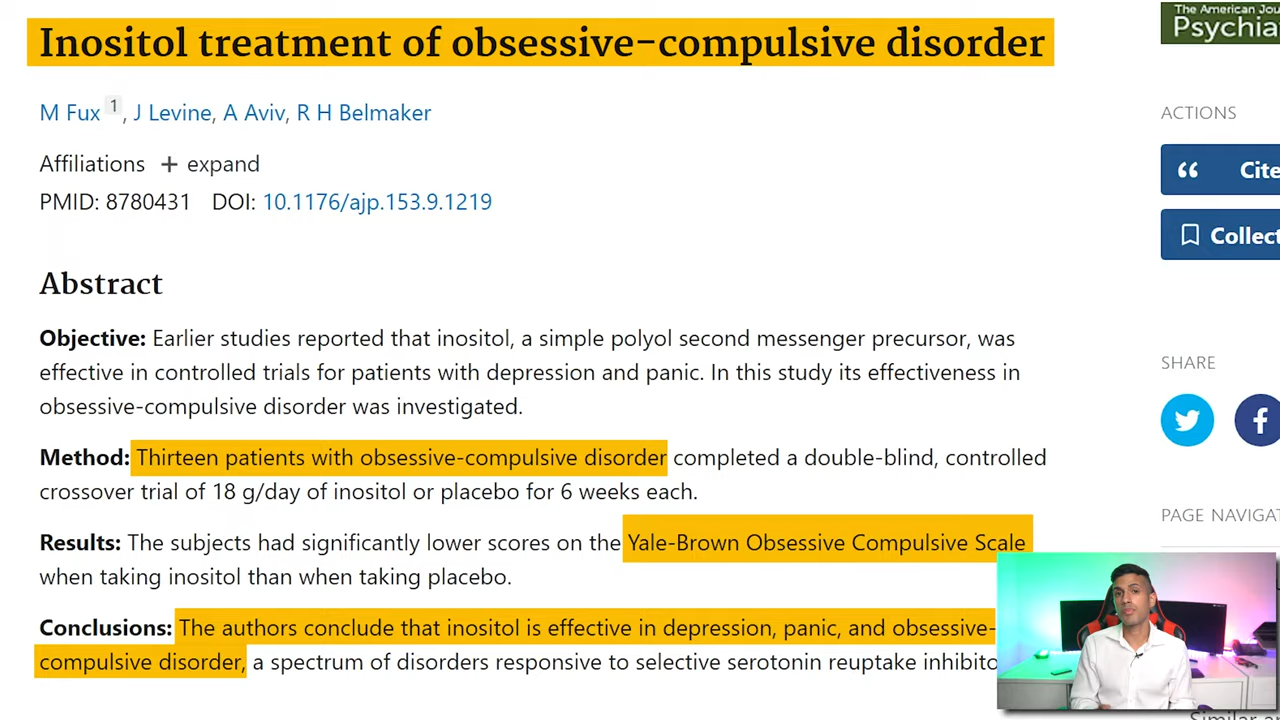 The American Jou
Psychia
Inositol treatment of obsessive-compulsive disorder
M Fux 1, J Levine, A Aviv, R H Belmaker
Affiliations + expand
PMID: 8780431 DOI: 10.1176/ajp.153.9.1219
Abstract
Objective: Earlier studies reported that inositol, a simple polyol second messenger precursor, was
effective in controlled trials for patients with depression and panic. In this study its effectiveness in
obsessive-compulsive disorder was investigated.
Method: Thirteen patients with obsessive-compulsive disorder completed a double-blind, controlled
crossover trial of 18 g/day of inositol or placebo for 6 weeks each.
Results: The subjects had significantly lower scores on the Yale-Brown Obsessive Compulsive Scale
when taking inositol than when taking placebo.
Conclusions: The authors conclude that inositol is effective in depression, panic, and obsessive-
compulsive disorder, a spectrum of disorders responsive to selective serotonin reuptake inhibito
ACTIONS
Cite
Collect
SHARE
PAGE NAVIGAT